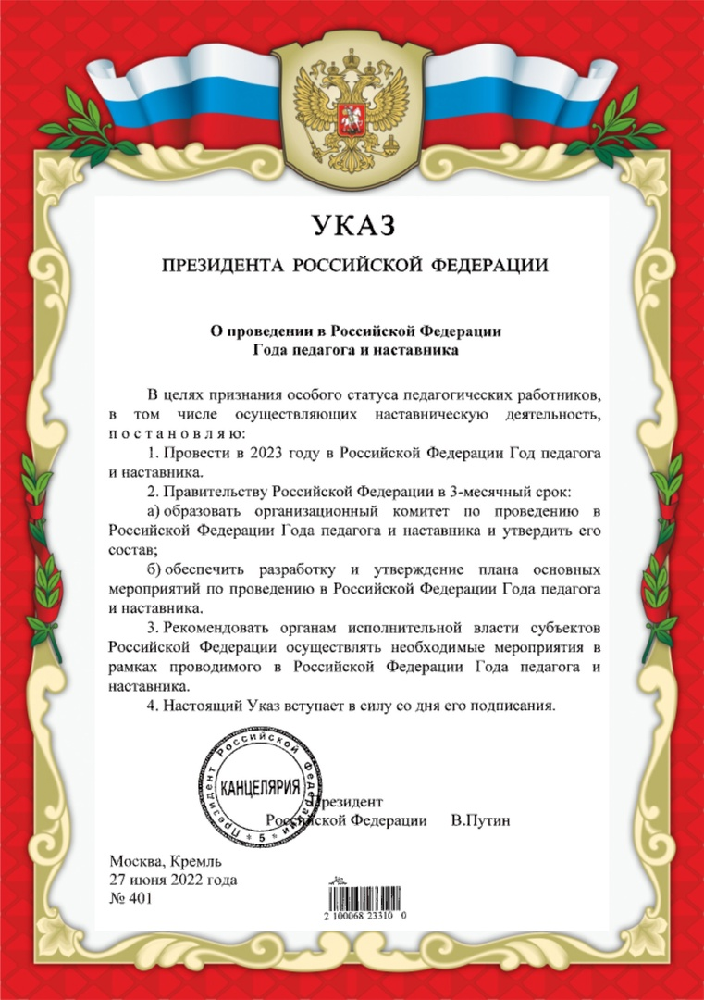 УКАЗ
ПРЕЗИДЕНТА РОССИЙСКОЙ ФЕДЕРАЦИИ
О проведении в Российской Федерации
Года педагога и наставника
В целях признания особого статуса педагогических работников,
в том числе осуществляющих наставническую деятельность,
п о с т а н о в л я ю:
1. Провести в 2023 году в Российской Федерации Год педагога
и наставника.
2. Правительству Российской Федерации в 3-месячный срок:
а) образовать организационный комитет по проведению в
Российской Федерации Года педагога и наставника и утвердить его
состав;
б) обеспечить разработку и утверждение плана основных
мероприятий по проведению в Российской Федерации Года педагога
и наставника.
3. Рекомендовать органам исполнительной власти субъектов
Российской Федерации осуществлять необходимые мероприятия в
рамках проводимого в Российской Федерации Года педагога и
наставника.
4. Настоящий Указ вступает в силу со дня его подписания.
Президент Российской Федерации
КАНЦЕЛЯРИЯ
* 5 *
Президент
Российской Федерации В.Путин
Москва, Кремль
27 июня 2022 года
№ 401
2 100068 23310 0